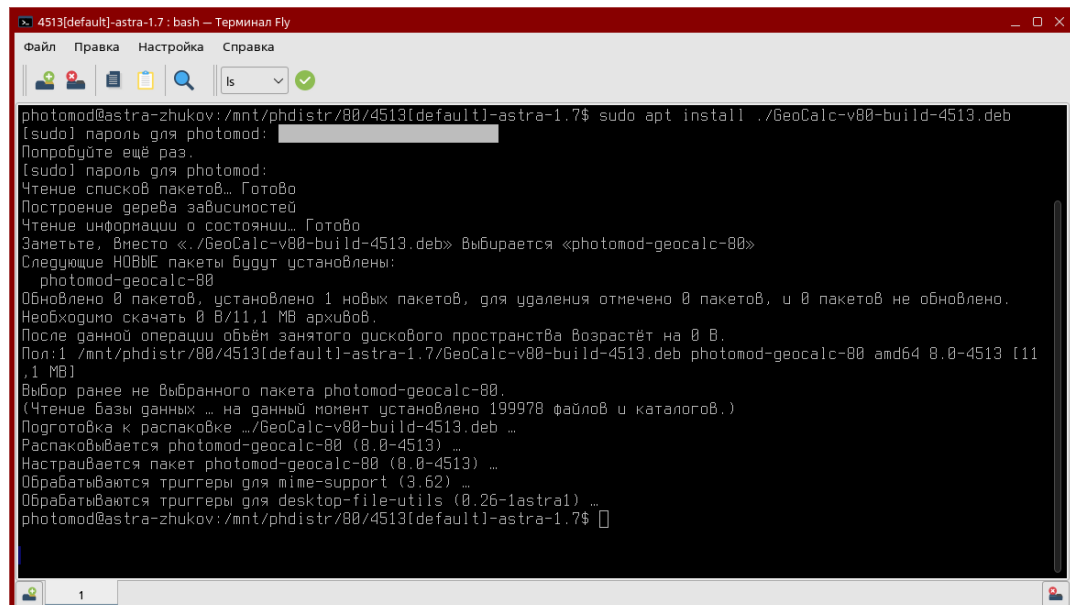 4513[default]-astra-1.7 : bash — Терминал Fly
Файл Правка Настройка Справка
ls
photomod@astra-zhukov:/mnt/phdistr/80/4513[default]-astra-1.7$ sudo apt install ./GeoCalc-v80-build-4513.deb
[sudo] пароль для photomod:
Попробуйте ещё раз.
[sudo] пароль для photomod:
Чтение списков пакетов… Готово
Построение дерева зависимостей
Чтение информации о состоянии… Готово
Заметьте, вместо «./GeoCalc-v80-build-4513.deb» выбирается «photomod-geocalc-80»
Следующие НОВЫЕ пакеты будут установлены:
photomod-geocalc-80
Обновлено 0 пакетов, установлено 1 новых пакетов, для удаления отмечено 0 пакетов, и 0 пакетов не обновлено.
Необходимо скачать 0 B/11,1 MB архивов.
После данной операции объём занятого дискового пространства возрастёт на 0 B.
Пол:1 /mnt/phdistr/80/4513[default]-astra-1.7/GeoCalc-v80-build-4513.deb photomod-geocalc-80 amd64 8.0-4513 [11
,1 MB]
Выбор ранее не выбранного пакета photomod-geocalc-80.
(Чтение базы данных … на данный момент установлено 199978 файлов и каталогов.)
Подготовка к распаковке …/GeoCalc-v80-build-4513.deb …
Распаковывается photomod-geocalc-80 (8.0-4513) …
Настраивается пакет photomod-geocalc-80 (8.0-4513) …
Обрабатываются триггеры для mime-support (3.62) …
Обрабатываются триггеры для desktop-file-utils (0.26-1astra1) …
photomod@astra-zhukov:/mnt/phdistr/80/4513[default]-astra-1.7$
1